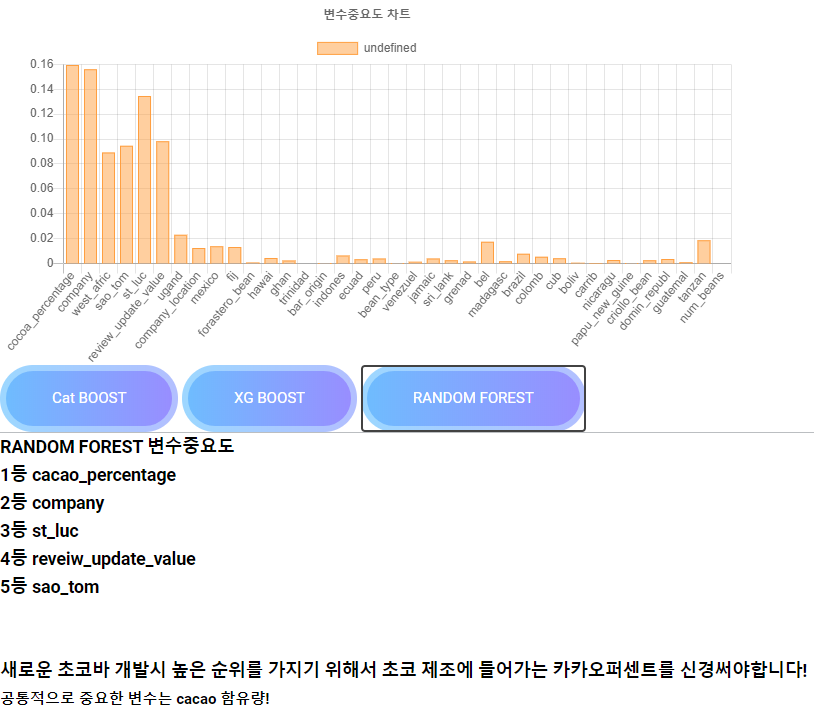 변수중요도 차트
undefined
0.16
0.14
0.12
0.10
0.08
0.06
0.04
0.02
0
cocoa_percentage
company
west_afric
sao_tom
st_luc
review_update_value
ugand
company_location
mexico
fij
forastero_bean
hawai
ghan
trinidad
bar_origin
indones
ecuad
peru
bean_type
venezuel
jamaic
sri_lank
grenad
bel
madagasc
brazil
colomb
cub
boliv
carrib
nicaragu
papu_new_guine
criollo_bean
domin_republ
guatemal
tanzan
num_beans
Cat BOOST XG BOOST RANDOM FOREST
RANDOM FOREST 변수중요도
1등 cacao_percentage
2등 company
3등 st_luc
4등 reveiw_update_value
5등 sao_tom
새로운 초코바 개발시 높은 순위를 가지기 위해서 초코 제조에 들어가는 카카오퍼센트를 신경써야합니다!
공통적으로 중요한 변수는 cacao 함유량!